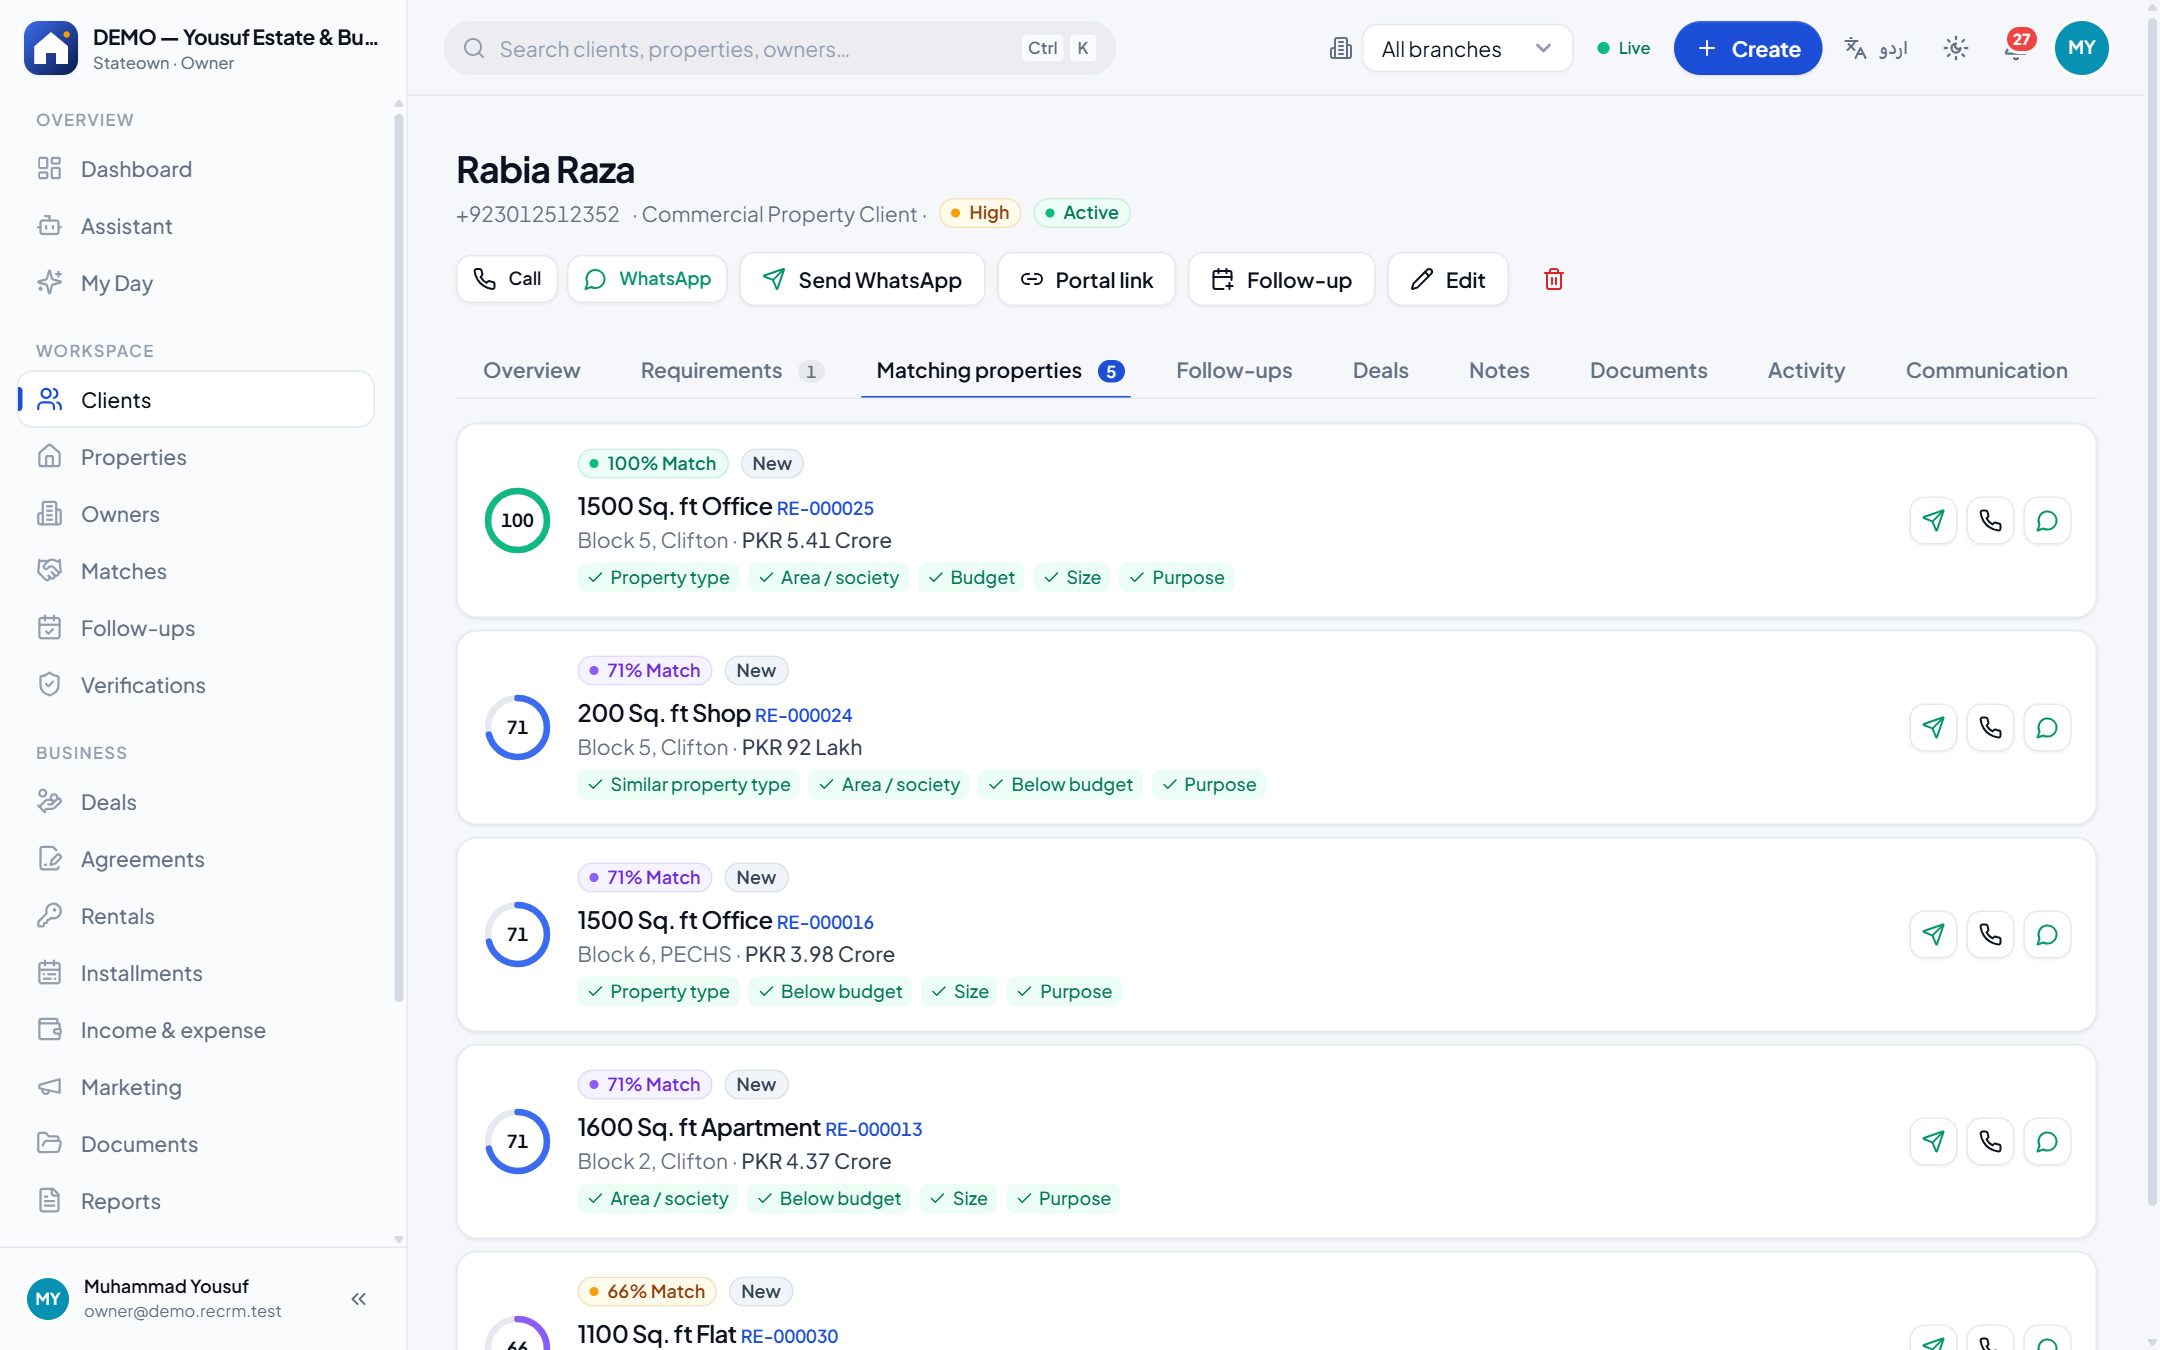 DEMO — Yousuf Estate & Bu...
Stateown · Owner
Search clients, properties, owners...
Ctrl K
All branches
Live
Create
اردو
27
MY
OVERVIEW
Dashboard
Assistant
My Day
WORKSPACE
Clients
Properties
Owners
Matches
Follow-ups
Verifications
BUSINESS
Deals
Agreements
Rentals
Installments
Income & expense
Marketing
Documents
Reports
MY
Muhammad Yousuf
owner@demo.recrm.test
Rabia Raza
+923012512352 · Commercial Property Client · High Active
Call WhatsApp Send WhatsApp Portal link Follow-up Edit
Overview Requirements 1 Matching properties 5 Follow-ups Deals Notes Documents Activity Communication
100% Match New
100
1500 Sq. ft Office RE-000025
Block 5, Clifton · PKR 5.41 Crore
Property type Area / society Budget Size Purpose
71% Match New
71
200 Sq. ft Shop RE-000024
Block 5, Clifton · PKR 92 Lakh
Similar property type Area / society Below budget Purpose
71% Match New
71
1500 Sq. ft Office RE-000016
Block 6, PECHS · PKR 3.98 Crore
Property type Below budget Size Purpose
71% Match New
71
1600 Sq. ft Apartment RE-000013
Block 2, Clifton · PKR 4.37 Crore
Area / society Below budget Size Purpose
66% Match New
66
1100 Sq. ft Flat RE-000030